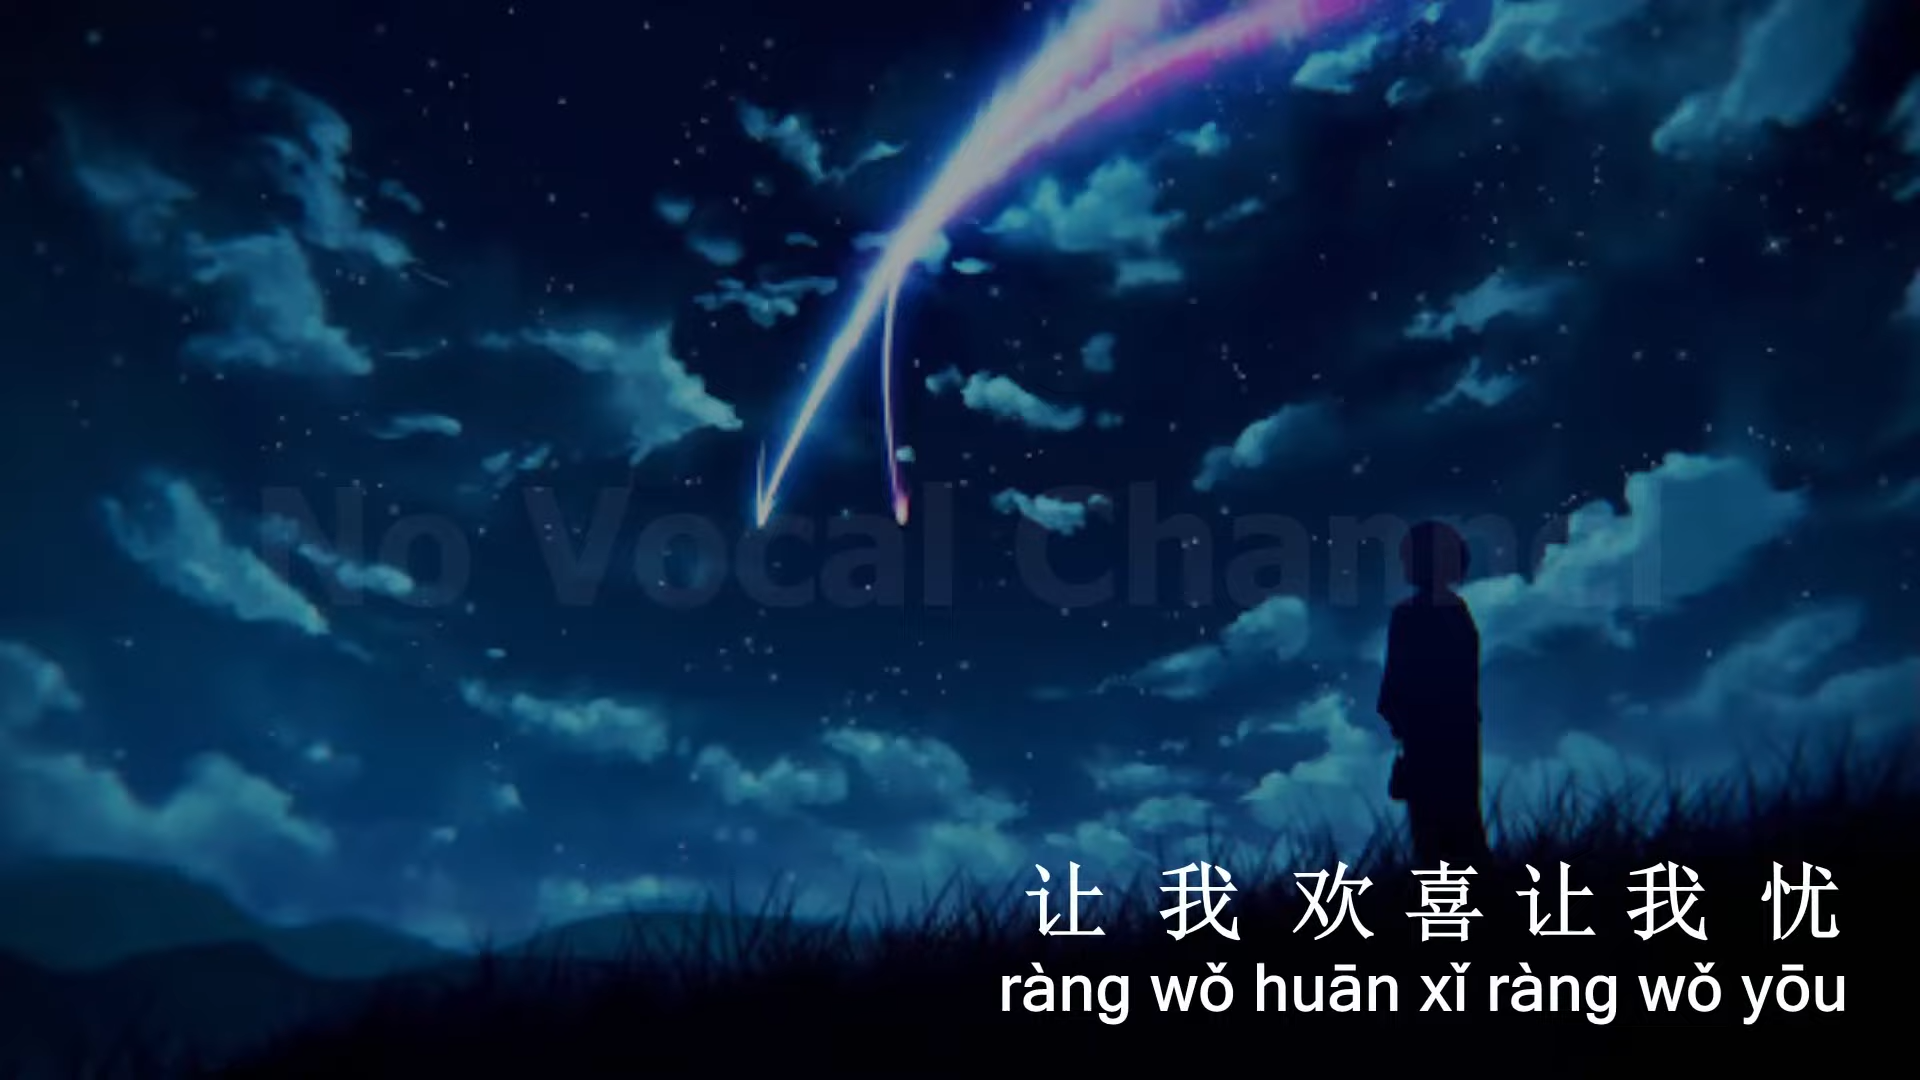 No Vocal Channel
让我欢喜让我忧
ràng wǒ huān xǐ ràng wǒ yōu